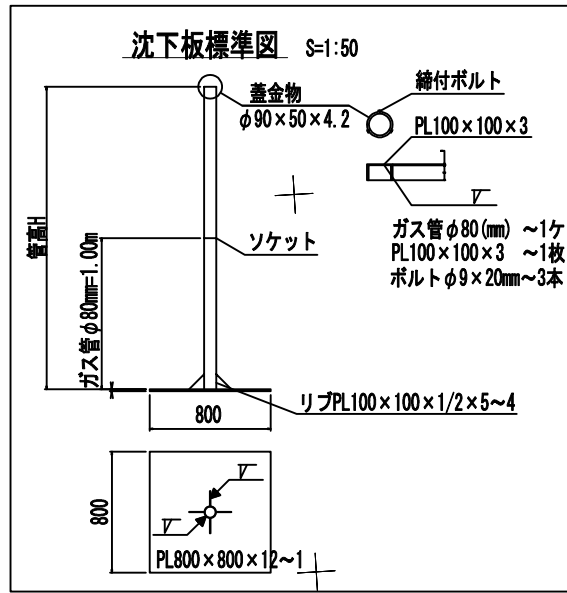 沈下板標準図 S=1:50
蓋金物
φ90×50×4.2
締付ボルト
PL100×100×3
ガス管φ80(mm) ～1ケ
PL100×100×3 ～1枚
ボルトφ9×20mm～3本
管高H
ガス管φ80mm=1.00m
ソケット
リブPL100×100×1/2×5～4
800
800
PL800×800×12～1